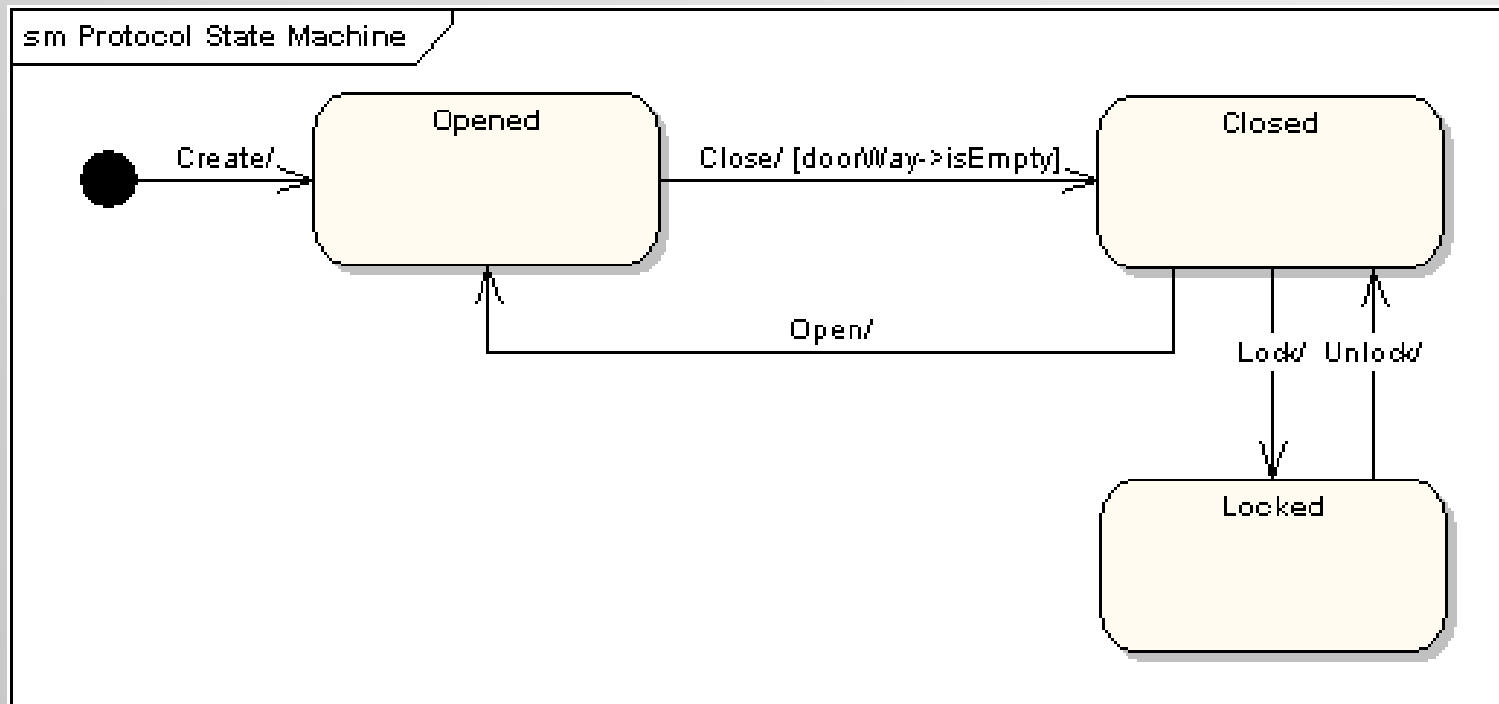 sm Protocol State Machine
Opened
Closed
Create/
Close/ [doorWay->isEmpty]
Open/
Lock/
Unlock/
Locked